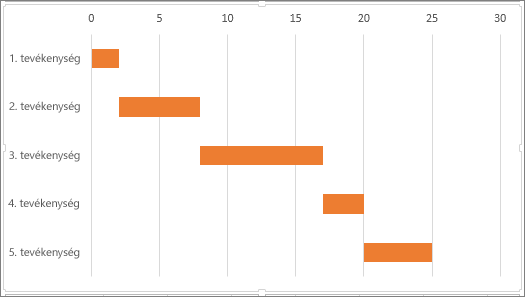 0 5 10 15 20 25 30
1. tevékenység
2. tevékenység
3. tevékenység
4. tevékenység
5. tevékenység